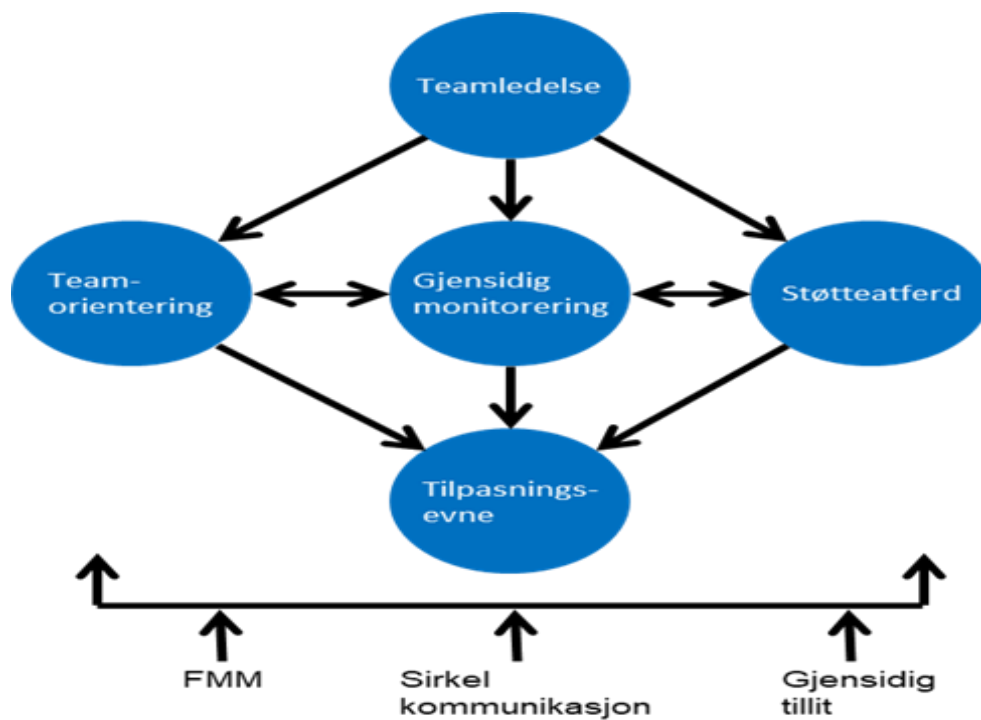 Teamledelse
Team-
orientering
Gjensidig
monitorering
Støtteatferd
Tilpasnings-
evne
FMM
Sirkel
kommunikasjon
Gjensidig
tillit